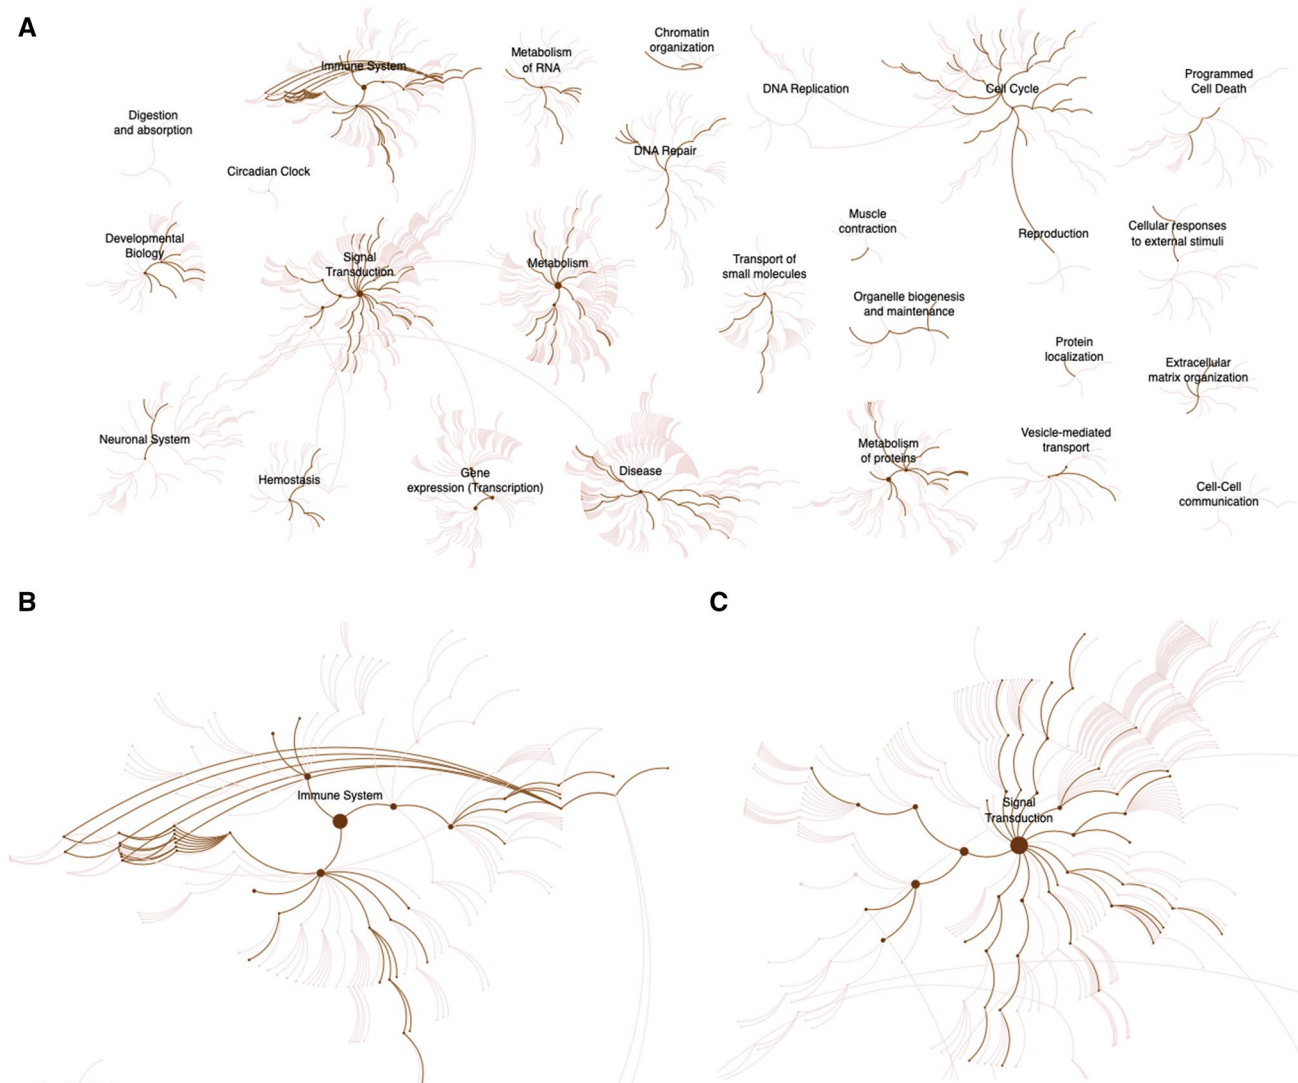 A
Immune System
Metabolism
of RNA
Chromatin
organization
DNA Replication
Cell Cycle
Programmed
Cell Death
Digestion
and absorption
Circadian Clock
DNA Repair
Developmental
Biology
Signal
Transduction
Metabolism
Transport of
small molecules
Muscle
contraction
Reproduction
Cellular responses
to external stimuli
Organelle biogenesis
and maintenance
Protein
localization
Extracellular
matrix organization
Neuronal System
Hemostasis
Gene
expression (Transcription)
Disease
Metabolism
of proteins
Vesicle-mediated
transport
Cell-Cell
communication
B
Immune System
C
Signal
Transduction